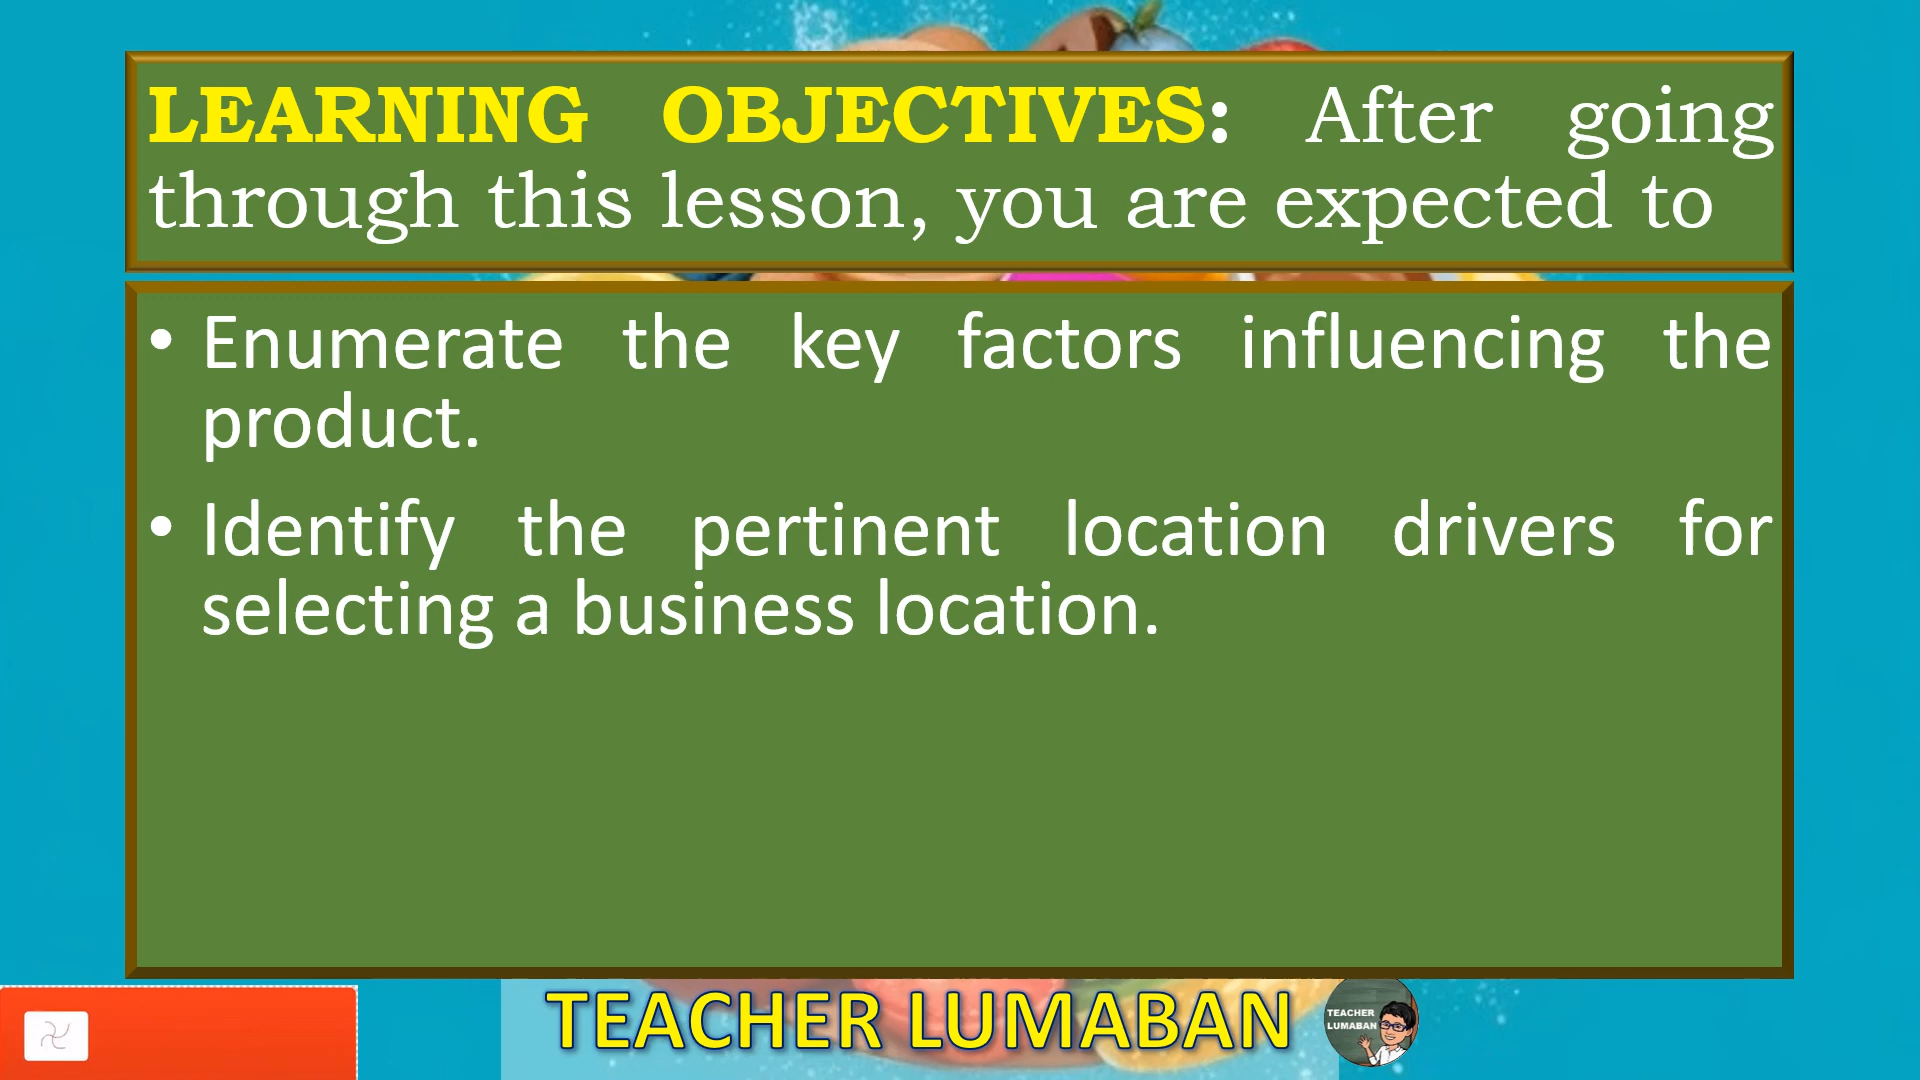 LEARNING OBJECTIVES: After going
through this lesson, you are expected to
• Enumerate the key factors influencing the
product.
• Identify the pertinent location drivers for
selecting a business location.
TEACHER LUMABAN
TEACHER
LUMABAN